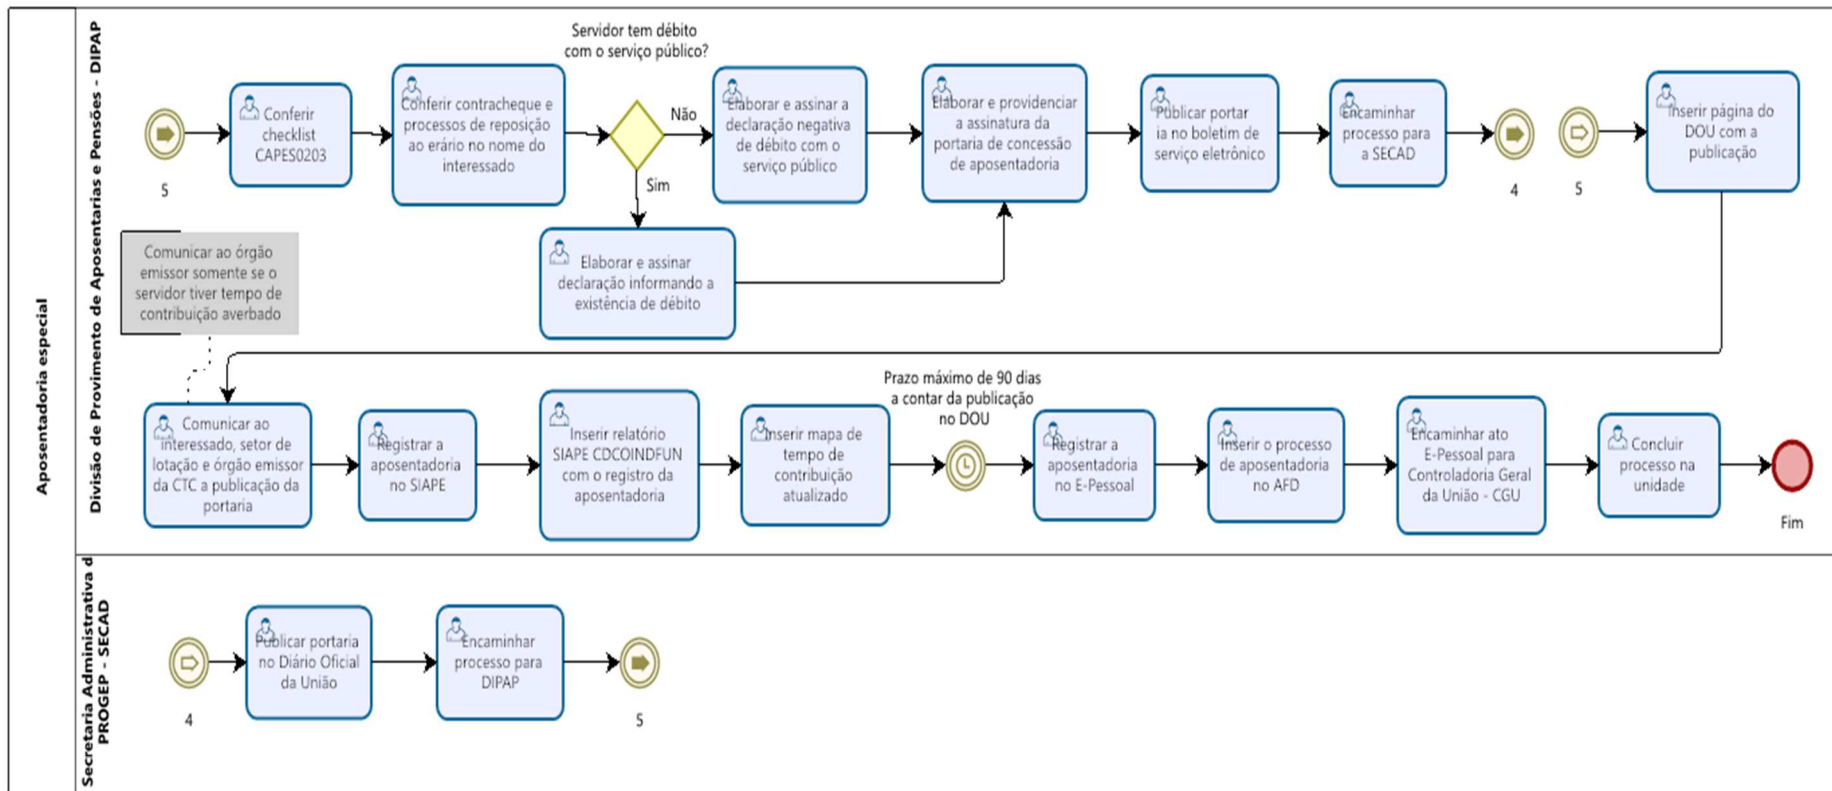 Aposentadoria especial
Divisão de Provimento de Aposentarias e Pensões - DIPAP
Servidor tem débito
com o serviço público?
5
Conferir
checklist
CAPES0203
Conferir contracheque e
processos de reposição
ao erário no nome do
interessado
Não
Sim
Elaborar e assinar a
declaração negativa
de débito com o
serviço público
Elaborar e providenciar
a assinatura da
portaria de concessão
de aposentadoria
Publicar portar
ia no boletim de
serviço eletrônico
Encaminhar
processo para
a SECAD
4
5
Inserir página do
DOU com a
publicação
Elaborar e assinar
declaração informando a
existência de débito
Comunicar ao órgão
emissor somente se o
servidor tiver tempo de
contribuição averbado
Comunicar ao
interessado, setor de
lotação e órgão emissor
da CTC a publicação da
portaria
Registrar a
aposentadoria
no SIAPE
Inserir relatório
SIAPE CDCOINDFUN
com o registro da
aposentadoria
Inserir mapa de
tempo de
contribuição
atualizado
Prazo máximo de 90 dias
a contar da publicação
no DOU
Registrar a
aposentadoria
no E-Pessoal
Inserir o processo
de aposentadoria
no AFD
Encaminhar ato
E-Pessoal para
Controladoria Geral
da União - CGU
Concluir
processo na
unidade
Fim
Secretaria Administrativa d
PROGEP - SECAD
4
Publicar portaria
no Diário Oficial
da União
Encaminhar
processo para
DIPAP
5